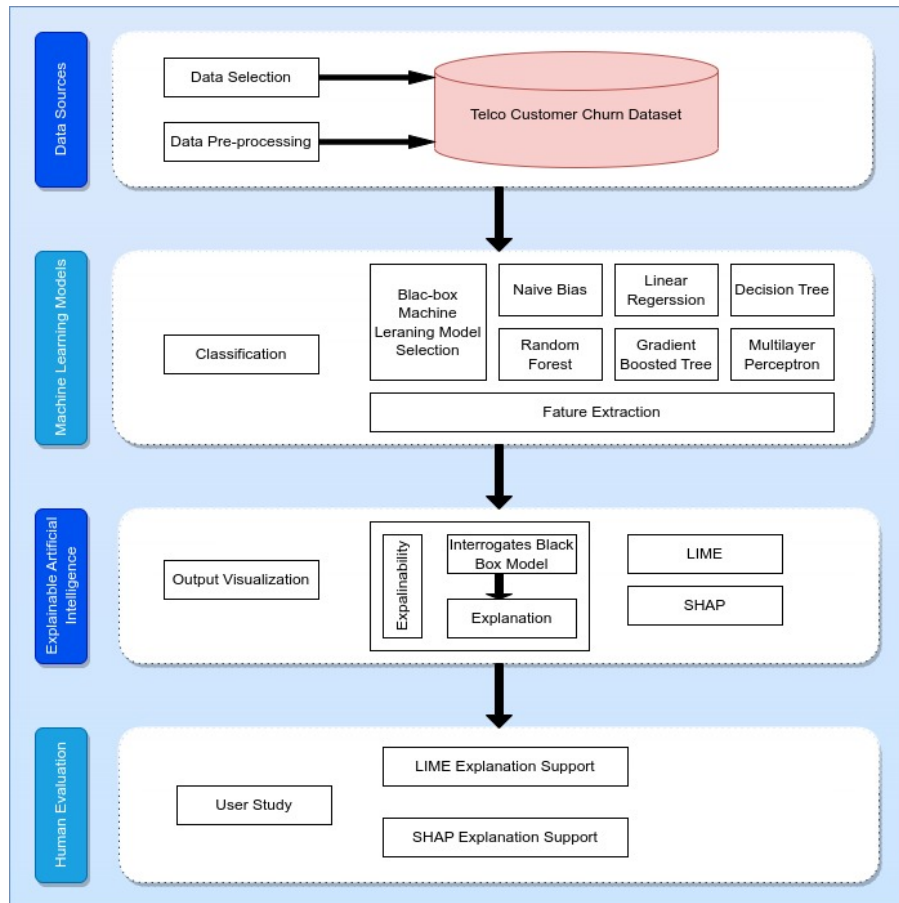 Data Sources
Data Selection
Data Pre-processing
Telco Customer Churn Dataset
Machine Learning Models
Classification
Blac-box
Machine
Leraning Model
Selection
Naive Bias
Linear
Regerssion
Decision Tree
Random
Forest
Gradient
Boosted Tree
Multilayer
Perceptron
Fature Extraction
Explainable Artificial
Intelligence
Output Visualization
Expalinability
Interrogates Black
Box Model
Explanation
LIME
SHAP
Human Evaluation
User Study
LIME Explanation Support
SHAP Explanation Support